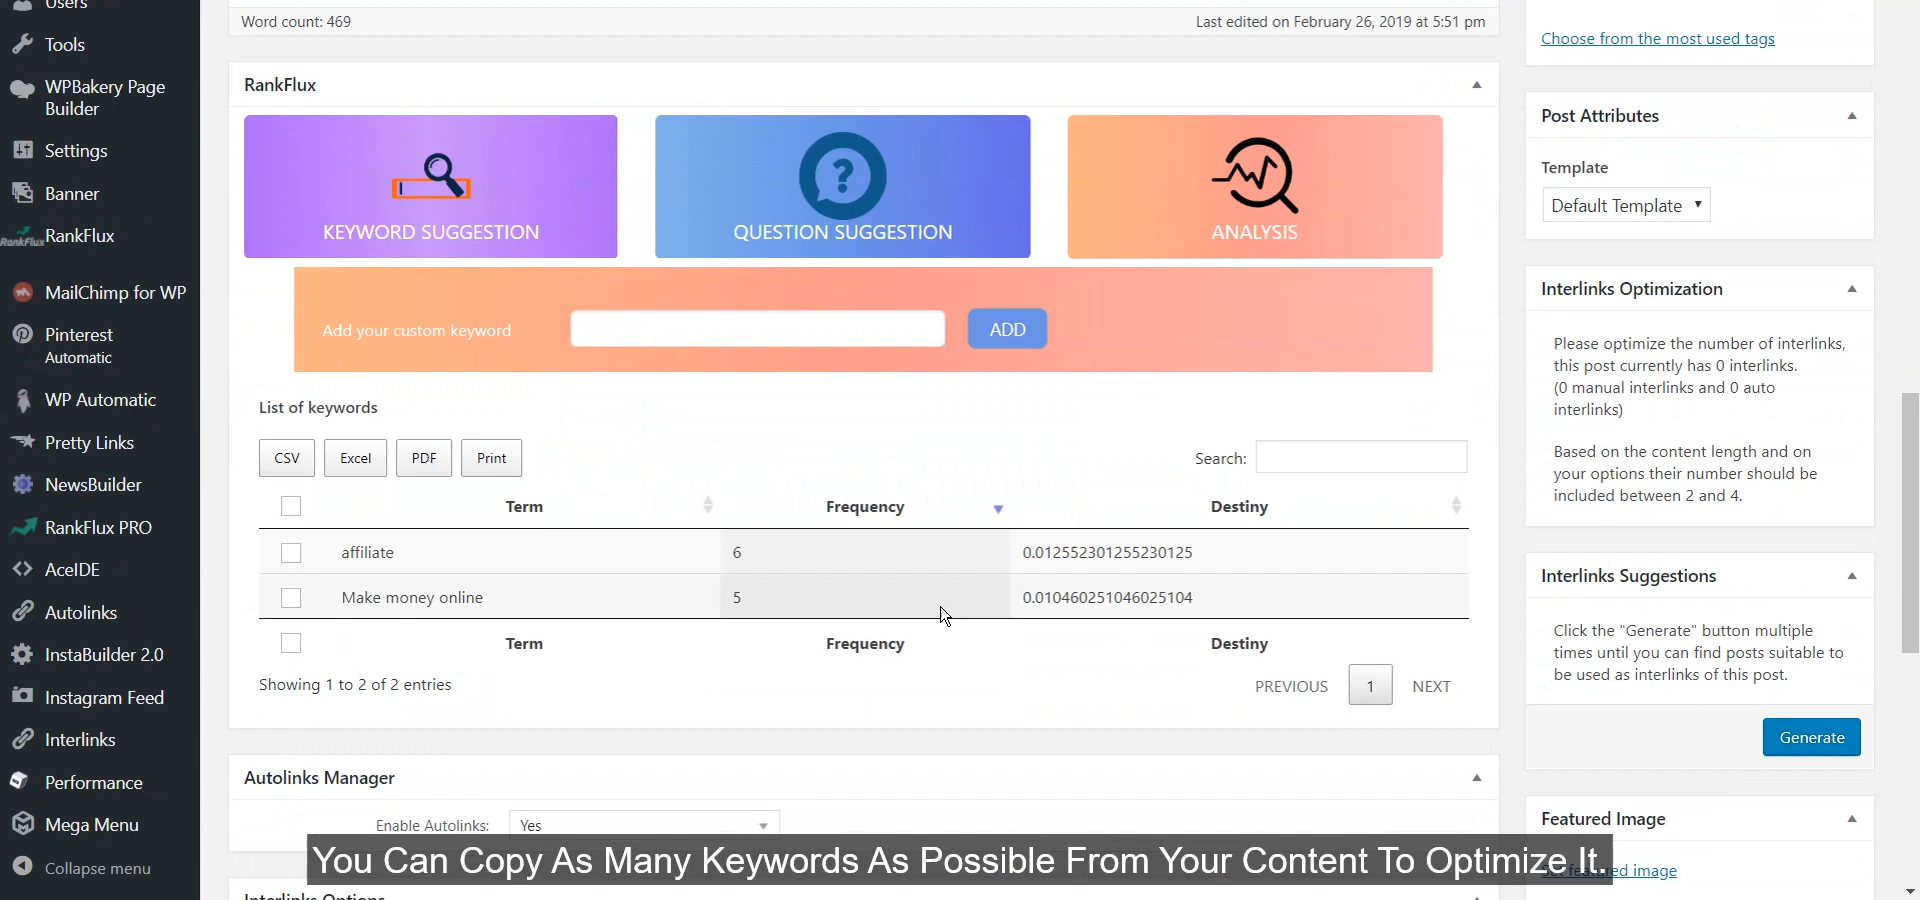 Users
Tools
WPBakery Page
Builder
Settings
Banner
RankFlux RankFlux
MailChimp for WP
Pinterest
Automatic
WP Automatic
Pretty Links
NewsBuilder
RankFlux PRO
AceIDE
Autolinks
InstaBuilder 2.0
Instagram Feed
Interlinks
Performance
Mega Menu
Collapse menu
Word count: 469
Last edited on February 26, 2019 at 5:51 pm
RankFlux
KEYWORD SUGGESTION
QUESTION SUGGESTION
ANALYSIS
Add your custom keyword
ADD
List of keywords
CSV
Excel
PDF
Print
Search:
Term
Frequency
Destiny
affiliate 6 0.012552301255230125
Make money online 5 0.010460251046025104
Term
Frequency
Destiny
Showing 1 to 2 of 2 entries
PREVIOUS 1 NEXT
Autolinks Manager
Enable Autolinks: Yes
Interlinks Options
Choose from the most used tags
Post Attributes
Template
Default Template
Interlinks Optimization
Please optimize the number of interlinks,
this post currently has 0 interlinks.
(0 manual interlinks and 0 auto
interlinks)
Based on the content length and on
your options their number should be
included between 2 and 4.
Interlinks Suggestions
Click the "Generate" button multiple
times until you can find posts suitable to
be used as interlinks of this post.
Generate
Featured Image
Set featured image
You Can Copy As Many Keywords As Possible From Your Content To Optimize It.